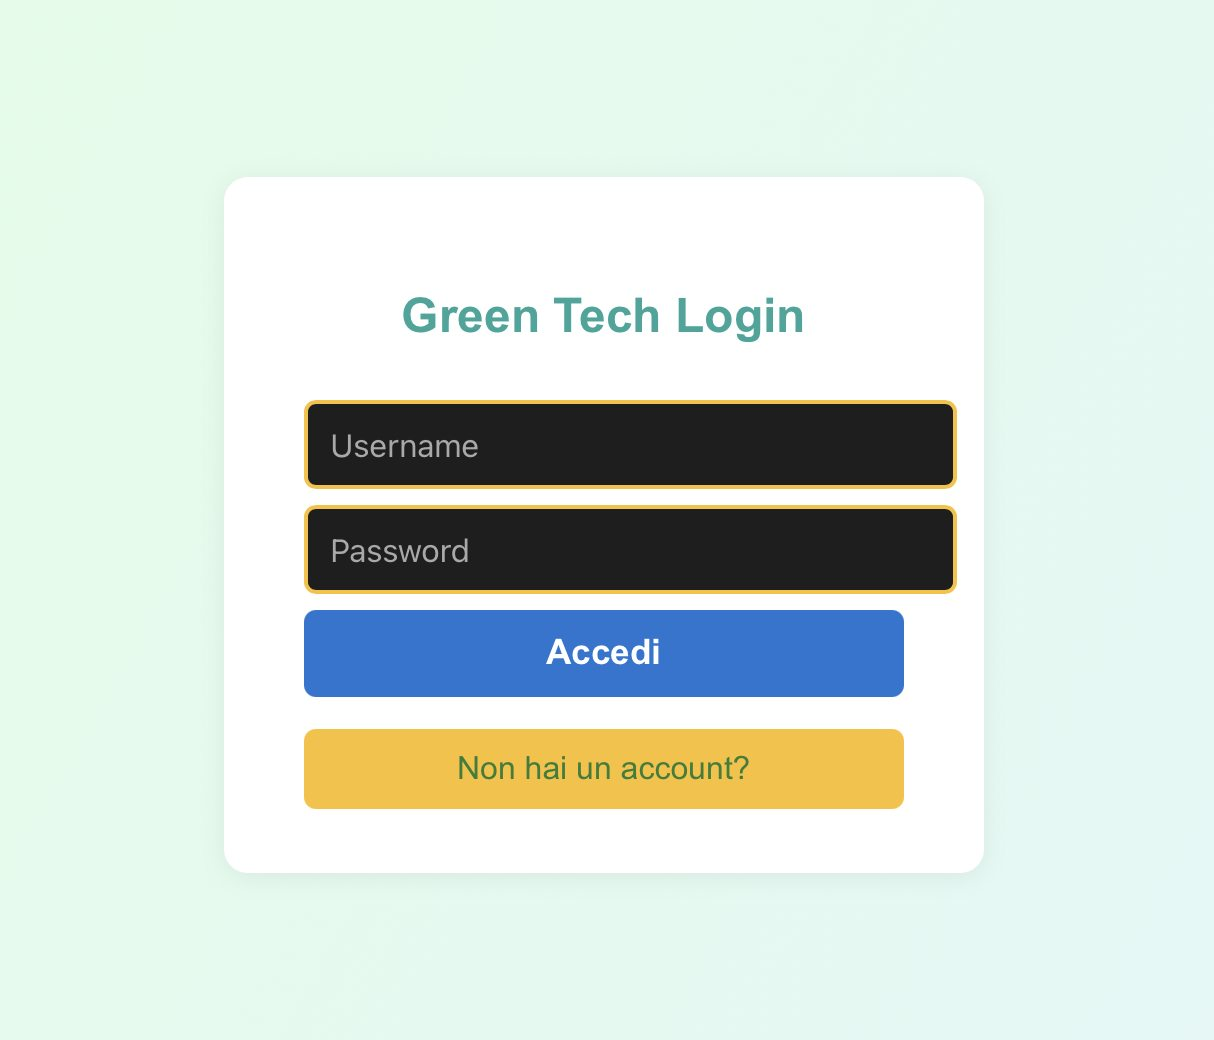 Green Tech Login
Username
Password
Accedi
Non hai un account?